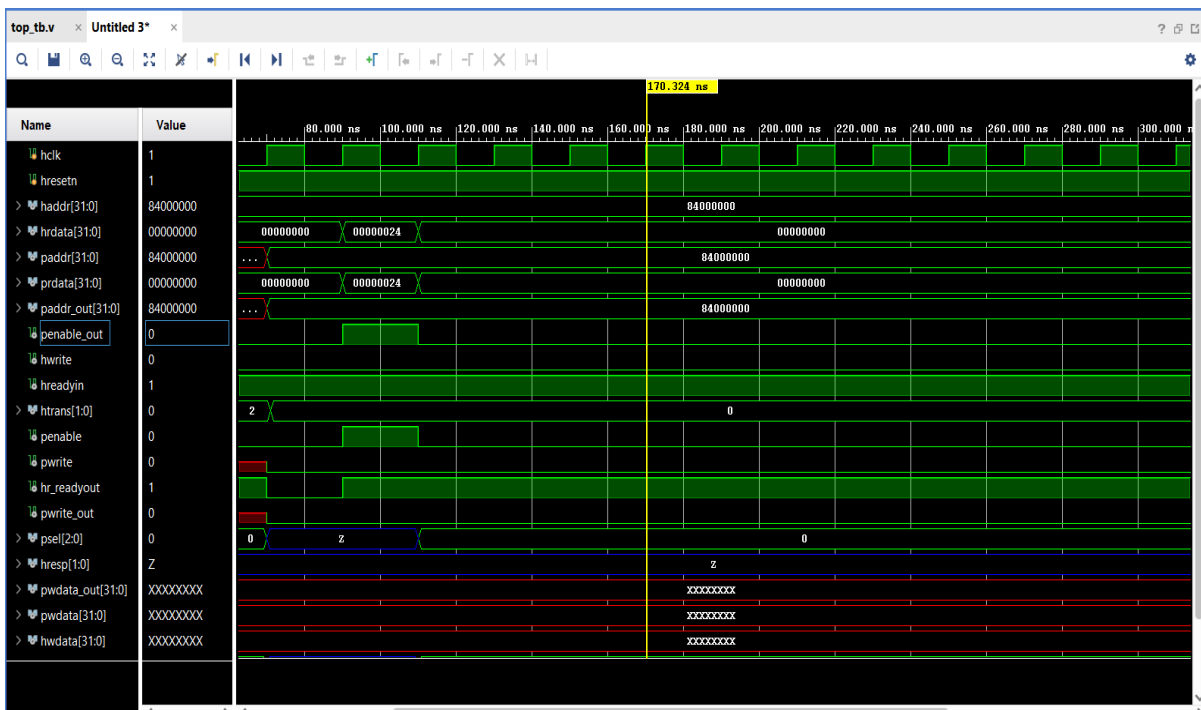 top_tb.v × Untitled 3* ×
?
170.324 ns
Name Value
80.000 ns 100.000 ns 120.000 ns 140.000 ns 160.000 ns 180.000 ns 200.000 ns 220.000 ns 240.000 ns 260.000 ns 280.000 ns 300.000 n
hclk 1
hresetn 1
> haddr[31:0] 84000000 84000000
> hrdata[31:0] 00000000 00000000 00000024 00000000
> paddr[31:0] 84000000 ... 84000000
> prdata[31:0] 00000000 00000000 00000024 00000000
> paddr_out[31:0] 84000000 ... 84000000
penable_out 0
hwrite 0
hreadyin 1
> htrans[1:0] 0 2 0
penable 0
pwrite 0
hr_readyout 1
pwrite_out 0
> psel[2:0] 0 0 Z 0
> hresp[1:0] Z Z
> pwdata_out[31:0] XXXXXXXX XXXXXXXX
> pwdata[31:0] XXXXXXXX XXXXXXXX
> hwdata[31:0] XXXXXXXX XXXXXXXX